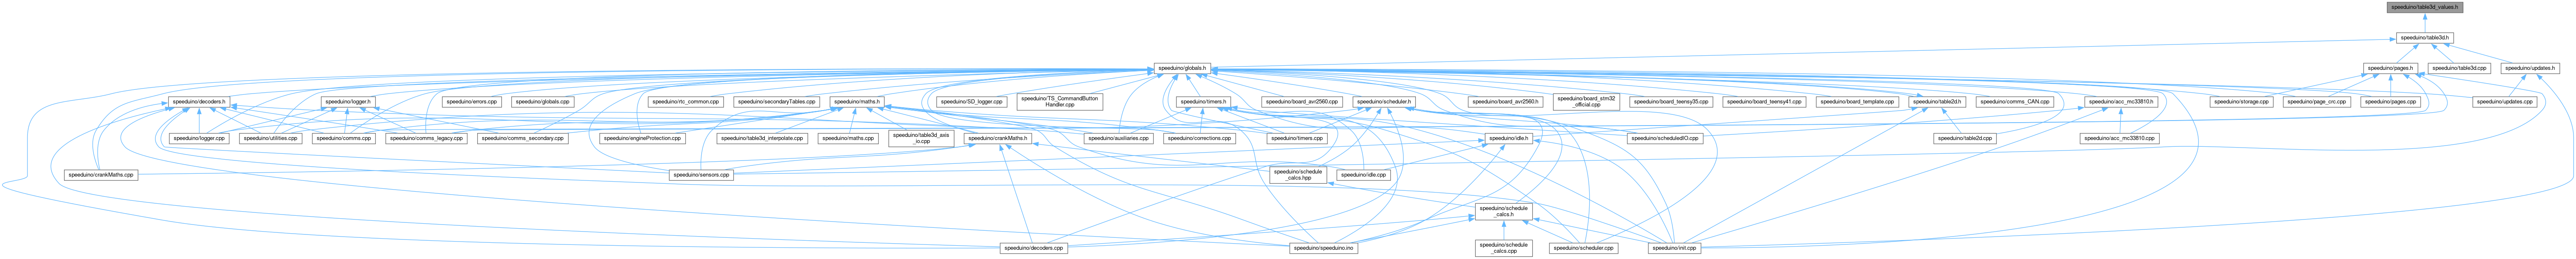 speeduino/table3d_values.h
speeduino/table3d.h
speeduino/globals.h
speeduino/pages.h
speeduino/table3d.cpp
speeduino/updates.h
speeduino/decoders.h
speeduino/logger.h
speeduino/errors.cpp
speeduino/globals.cpp
speeduino/rtc_common.cpp
speeduino/secondaryTables.cpp
speeduino/maths.h
speeduino/SD_logger.cpp
speeduino/TS_CommandButton
Handler.cpp
speeduino/timers.h
speeduino/board_avr2560.cpp
speeduino/scheduler.h
speeduino/board_avr2560.h
speeduino/board_stm32
_official.cpp
speeduino/board_teensy35.cpp
speeduino/board_teensy41.cpp
speeduino/board_template.cpp
speeduino/table2d.h
speeduino/comms_CAN.cpp
speeduino/acc_mc33810.h
speeduino/storage.cpp
speeduino/page_crc.cpp
speeduino/pages.cpp
speeduino/updates.cpp
speeduino/logger.cpp
speeduino/utilities.cpp
speeduino/comms.cpp
speeduino/comms_legacy.cpp
speeduino/comms_secondary.cpp
speeduino/engineProtection.cpp
speeduino/table3d_interpolate.cpp
speeduino/maths.cpp
speeduino/table3d_axis
_io.cpp
speeduino/crankMaths.h
speeduino/auxiliaries.cpp
speeduino/corrections.cpp
speeduino/timers.cpp
speeduino/scheduledIO.cpp
speeduino/idle.h
speeduino/table2d.cpp
speeduino/acc_mc33810.cpp
speeduino/crankMaths.cpp
speeduino/sensors.cpp
speeduino/schedule
_calcs.hpp
speeduino/idle.cpp
speeduino/schedule
_calcs.h
speeduino/decoders.cpp
speeduino/speeduino.ino
speeduino/schedule
_calcs.cpp
speeduino/scheduler.cpp
speeduino/init.cpp